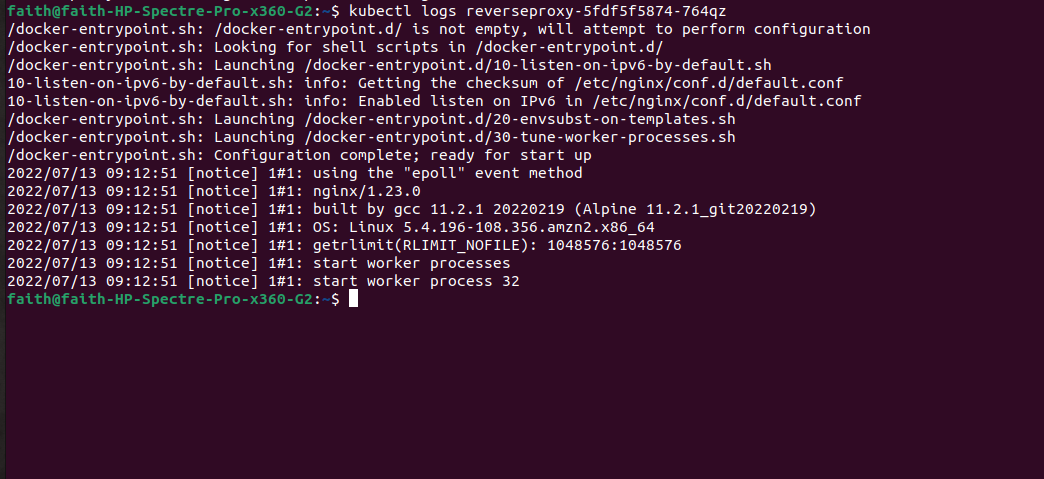 faith@faith-HP-Spectre-Pro-x360-G2:~$ kubectl logs reverseproxy-5fdf5f5874-764qz
/docker-entrypoint.sh: /docker-entrypoint.d/ is not empty, will attempt to perform configuration
/docker-entrypoint.sh: Looking for shell scripts in /docker-entrypoint.d/
/docker-entrypoint.sh: Launching /docker-entrypoint.d/10-listen-on-ipv6-by-default.sh
10-listen-on-ipv6-by-default.sh: info: Getting the checksum of /etc/nginx/conf.d/default.conf
10-listen-on-ipv6-by-default.sh: info: Enabled listen on IPv6 in /etc/nginx/conf.d/default.conf
/docker-entrypoint.sh: Launching /docker-entrypoint.d/20-envsubst-on-templates.sh
/docker-entrypoint.sh: Launching /docker-entrypoint.d/30-tune-worker-processes.sh
/docker-entrypoint.sh: Configuration complete; ready for start up
2022/07/13 09:12:51 [notice] 1#1: using the "epoll" event method
2022/07/13 09:12:51 [notice] 1#1: nginx/1.23.0
2022/07/13 09:12:51 [notice] 1#1: built by gcc 11.2.1 20220219 (Alpine 11.2.1_git20220219)
2022/07/13 09:12:51 [notice] 1#1: OS: Linux 5.4.196-108.356.amzn2.x86_64
2022/07/13 09:12:51 [notice] 1#1: getrlimit(RLIMIT_NOFILE): 1048576:1048576
2022/07/13 09:12:51 [notice] 1#1: start worker processes
2022/07/13 09:12:51 [notice] 1#1: start worker process 32
faith@faith-HP-Spectre-Pro-x360-G2:~$